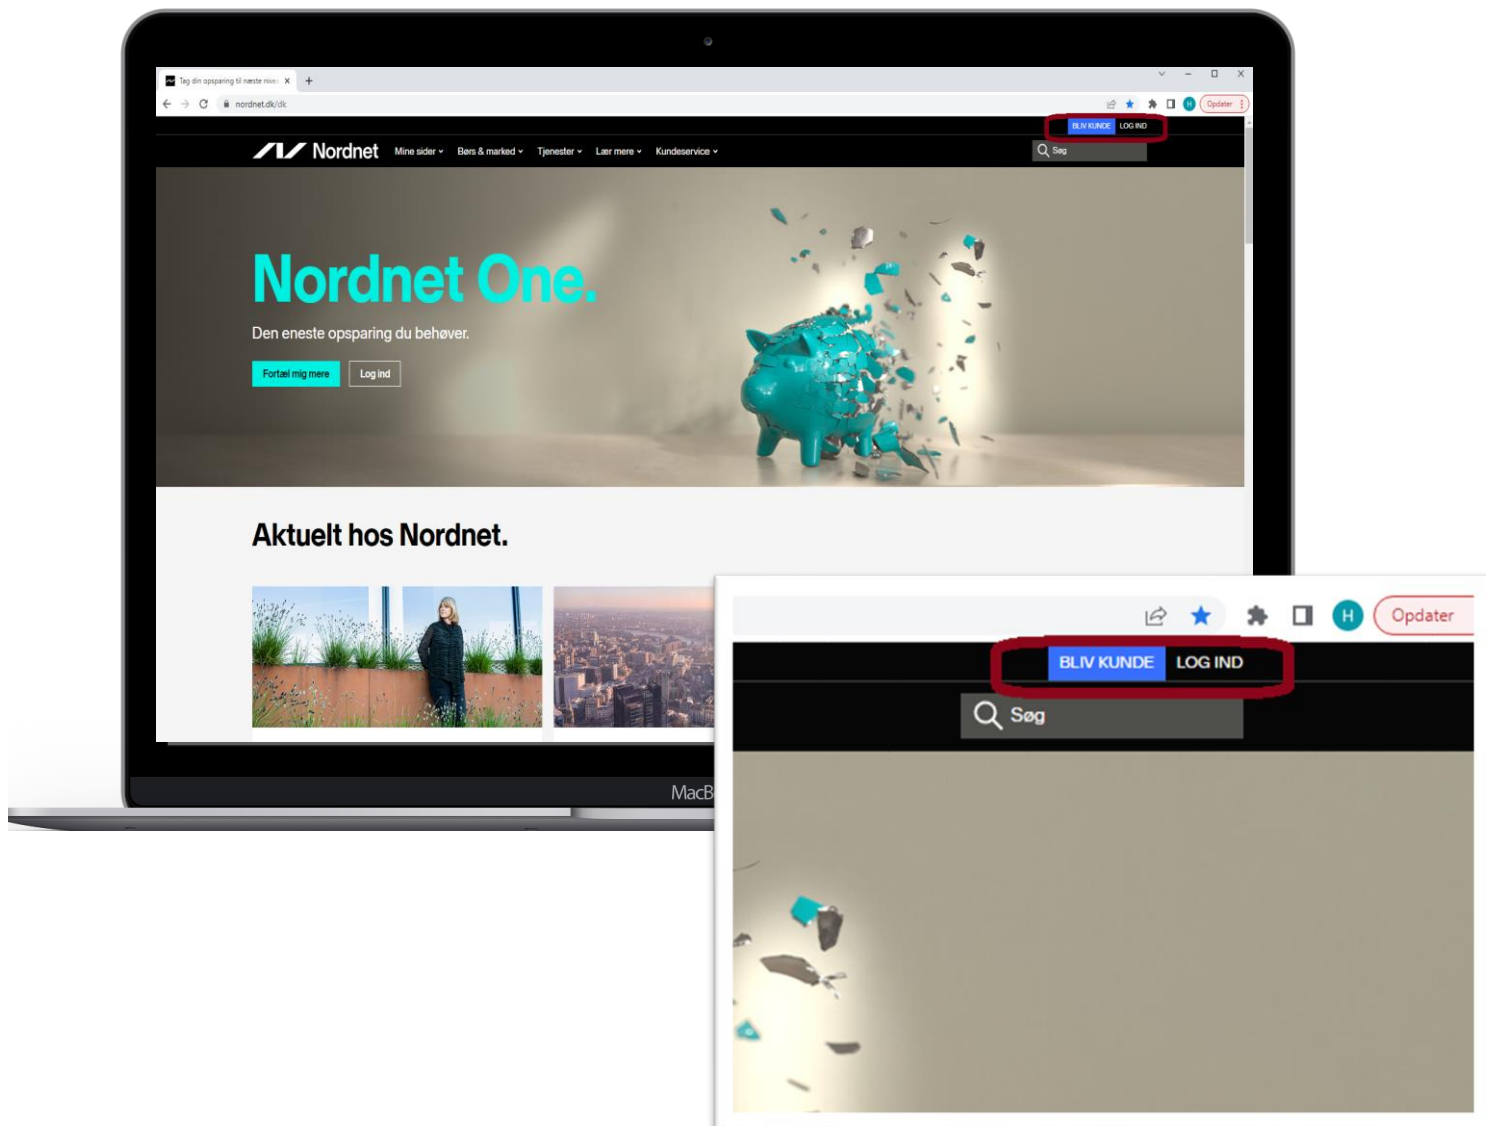 Tag din opsparing til næste nive
nordnet.dk/dk
H
Opdater
BLIV KUNDE LOG IND
Nordnet Mine sider Børs & marked Tjenester Lær mere Kundeservice
Søg
Nordnet One.
Den eneste opsparing du behøver.
Fortæl mig mere Log ind
Aktuelt hos Nordnet.
MacB
H Opdater
BLIV KUNDE LOG IND
Søg